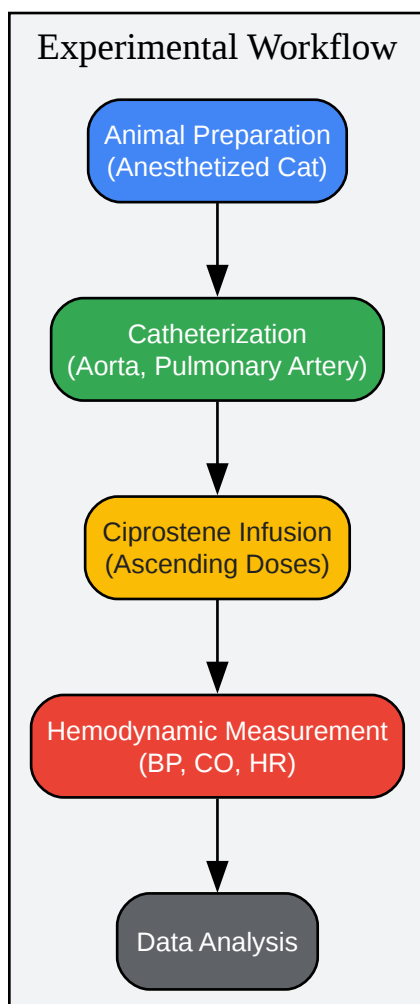 Experimental Workflow
Animal Preparation
(Anesthetized Cat)
Catheterization
(Aorta, Pulmonary Artery)
Ciprostene Infusion
(Ascending Doses)
Hemodynamic Measurement
(BP, CO, HR)
Data Analysis